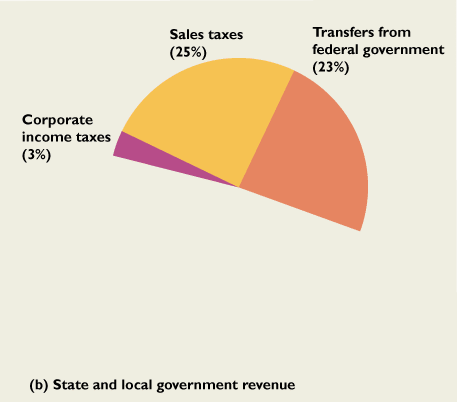 Sales taxes
(25%)
Transfers from
federal government
(23%)
Corporate
income taxes
(3%)
(b) State and local government revenue